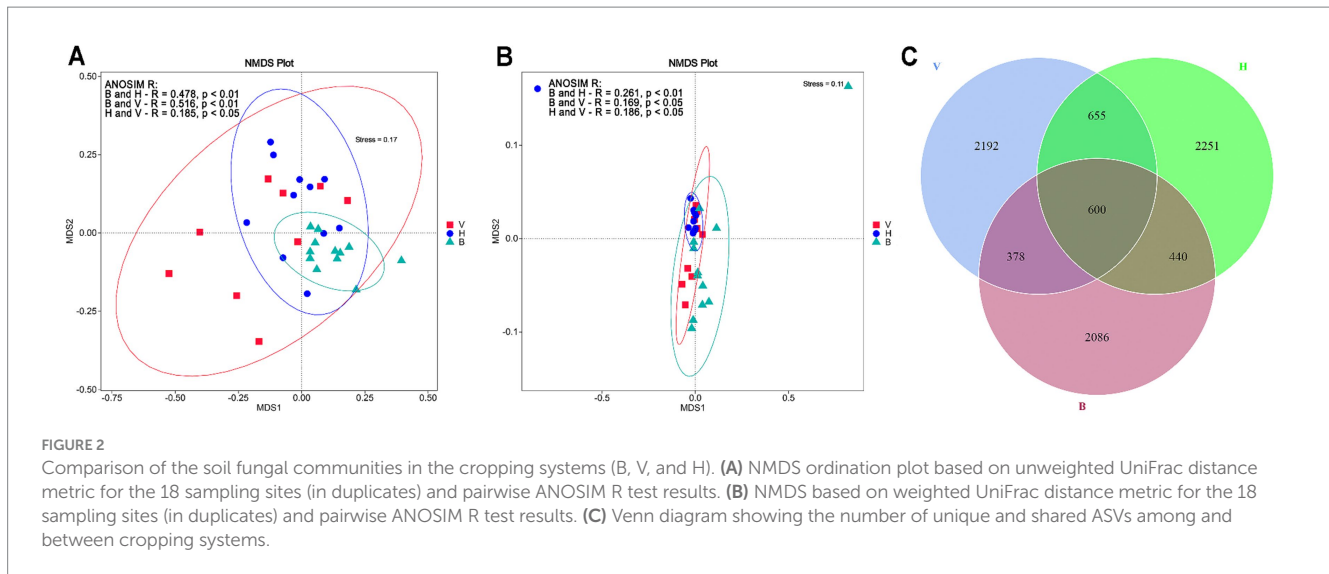 A
NMDS Plot
ANOSIM R:
B and H - R = 0.478, p < 0.01
B and V - R = 0.516, p < 0.01
H and V - R = 0.185, p < 0.05
Stress = 0.17
0.50
0.25
0.00
-0.25
-0.50
MDS2
-0.75
-0.50
-0.25
0.00
0.25
0.50
MDS1
V
H
B
B
NMDS Plot
ANOSIM R:
B and H - R = 0.261, p < 0.01
B and V - R = 0.169, p < 0.05
H and V - R = 0.186, p < 0.05
Stress = 0.11
0.1
0.0
-0.1
MDS2
-0.5
0.0
0.5
MDS1
V
H
B
C
V
H
655
2192
2251
600
378
440
2086
B
FIGURE 2
Comparison of the soil fungal communities in the cropping systems (B, V, and H). (A) NMDS ordination plot based on unweighted UniFrac distance
metric for the 18 sampling sites (in duplicates) and pairwise ANOSIM R test results. (B) NMDS based on weighted UniFrac distance metric for the 18
sampling sites (in duplicates) and pairwise ANOSIM R test results. (C) Venn diagram showing the number of unique and shared ASVs among and
between cropping systems.